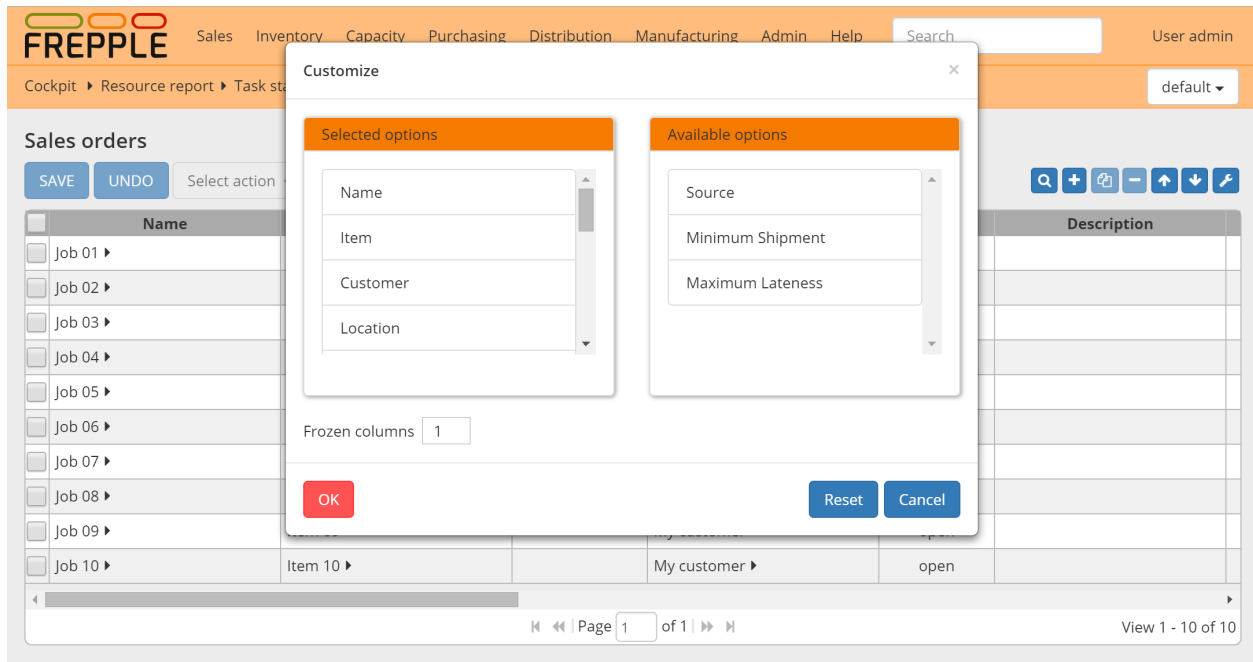 FREPPLE
Sales Inventory Capacity Purchasing Distribution Manufacturing Admin Help Search User admin
Cockpit Resource report Task sta default
Customize ×
Sales orders
SAVE UNDO Select action
Selected options
Name
Item
Customer
Location
Available options
Source
Minimum Shipment
Maximum Lateness
Frozen columns 1
OK Reset Cancel
Name Description
Job 01
Job 02
Job 03
Job 04
Job 05
Job 06
Job 07
Job 08
Job 09
Job 10 Item 10 My customer open
Page 1 of 1 View 1 - 10 of 10